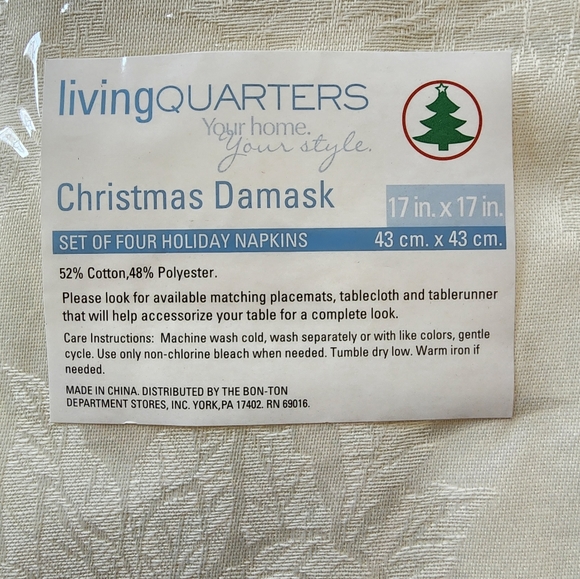 livingQUARTERS
Your home.
Your style.
Christmas Damask
17 in. x 17 in.
SET OF FOUR HOLIDAY NAPKINS
43 cm. x 43 cm.
52% Cotton,48% Polyester.
Please look for available matching placemats, tablecloth and tablerunner
that will help accessorize your table for a complete look.
Care Instructions: Machine wash cold, wash separately or with like colors, gentle
cycle. Use only non-chlorine bleach when needed. Tumble dry low. Warm iron if
needed.
MADE IN CHINA. DISTRIBUTED BY THE BON-TON
DEPARTMENT STORES, INC. YORK,PA 17402. RN 69016.